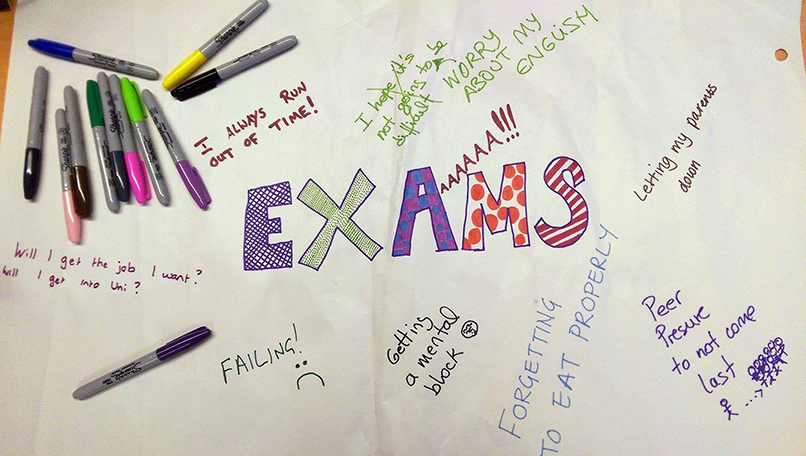 I ALWAYS RUN
OUT OF TIME!
I hope it's
not going to be
difficult
WORRY
ABOUT MY
ENGLISH
AAAAAA!!!
EXAMS
Letting my parents
down
Will I get the job I want?
Will I get into Uni?
FAILING!
Getting
a mental
block
FORGETTING
TO EAT PROPERLY
Peer
Presure
to not come
last
Sharpie